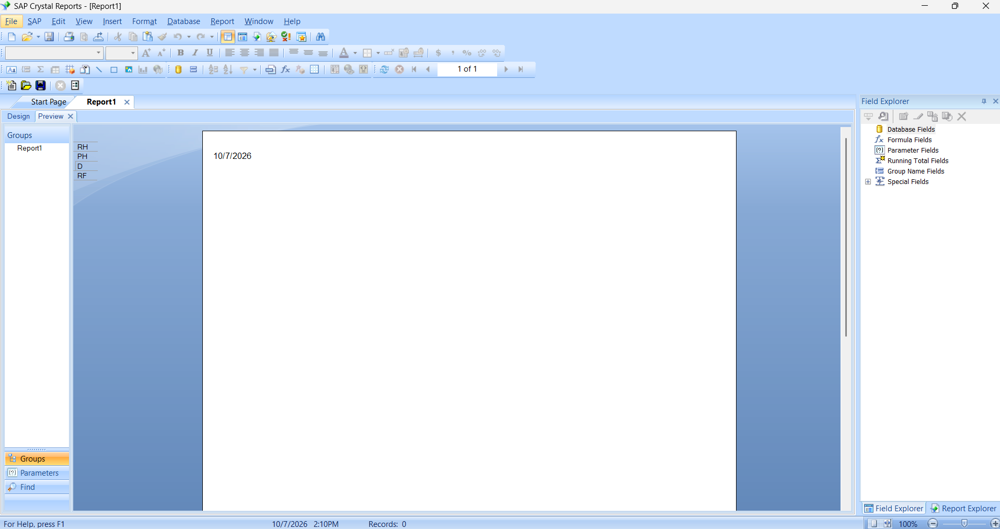 SAP Crystal Reports - [Report1]
File SAP Edit View Insert Format Database Report Window Help
1 of 1
Start Page Report1
Design Preview
Groups
Report1
RH
PH
D
RF
10/7/2026
Field Explorer
Database Fields
Formula Fields
Parameter Fields
Running Total Fields
Group Name Fields
Special Fields
Groups
Parameters
Find
Field Explorer Report Explorer
For Help, press F1 10/7/2026 2:10PM Records: 0 100%